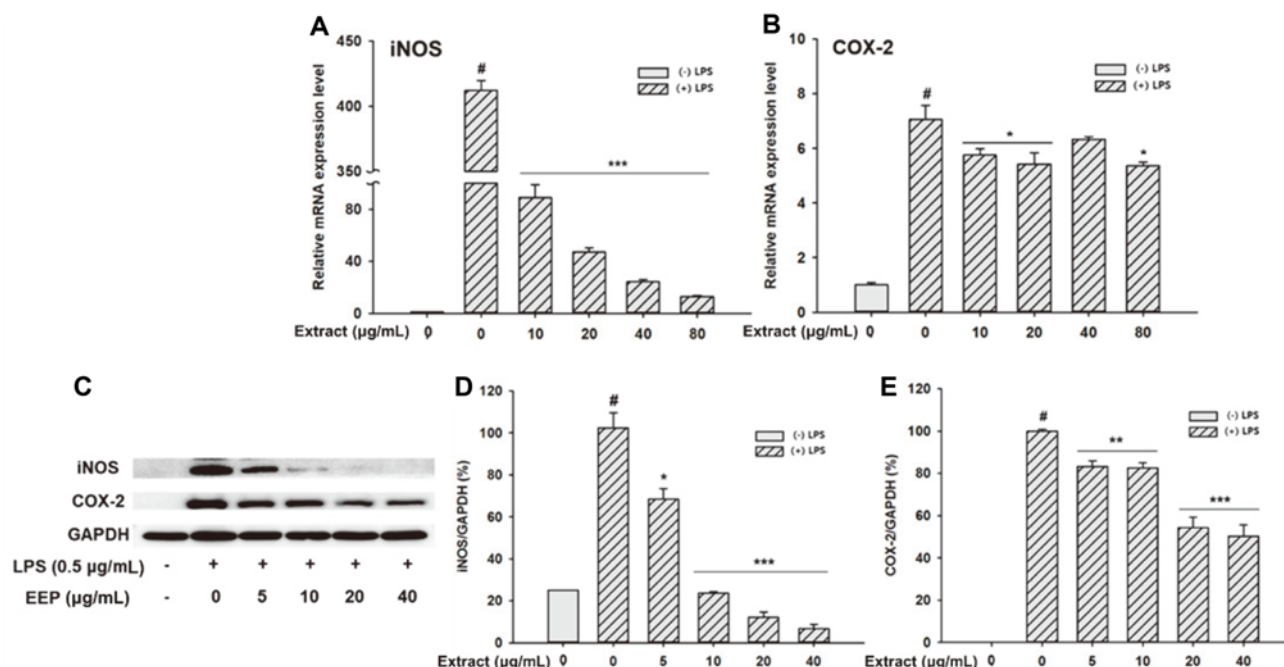 A
iNOS
Relative mRNA expression level
450
400
350
80
40
0
#
***
(-) LPS
(+) LPS
Extract (µg/mL)
0 0 10 20 40 80
B
COX-2
Relative mRNA expression level
10
8
6
4
2
0
#
*
*
(-) LPS
(+) LPS
Extract (µg/mL)
0 0 10 20 40 80
C
iNOS
COX-2
GAPDH
LPS (0.5 µg/mL) - + + + + +
EEP (µg/mL) - 0 5 10 20 40
D
iNOS/GAPDH (%)
120
100
80
60
40
20
0
#
*
***
(-) LPS
(+) LPS
Extract (µg/mL)
0 0 5 10 20 40
E
COX-2/GAPDH (%)
120
100
80
60
40
20
0
#
**
***
(-) LPS
(+) LPS
Extract (µg/mL)
0 0 5 10 20 40